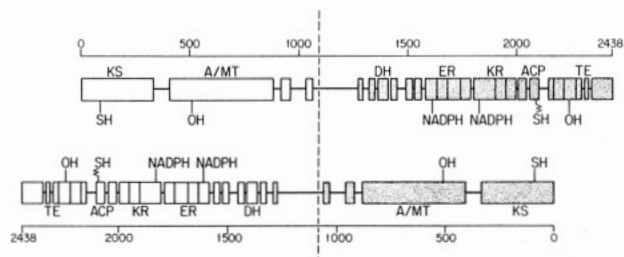 0 500 1000 1500 2000 2438
KS A/MT DH ER KR ACP TE
SH OH NADPH NADPH SH OH
OH SH NADPH NADPH OH SH
TE ACP KR ER DH A/MT KS
2438 2000 1500 1000 500 0